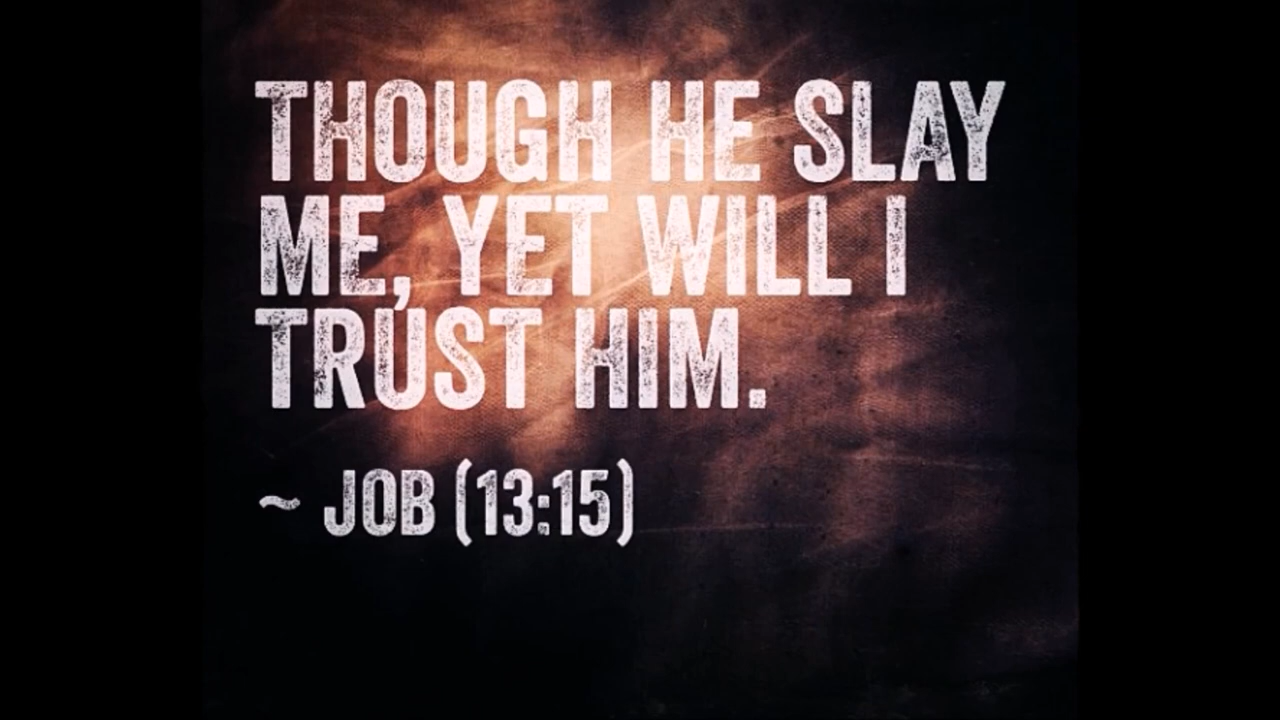 THOUGH HE SLAY
ME, YET WILL I
TRUST HIM.
~ JOB (13:15)